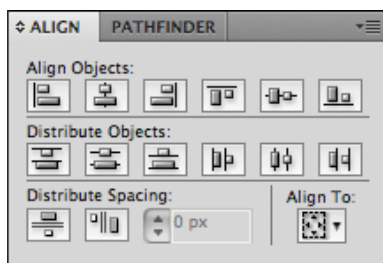 ALIGN PATHFINDER
Align Objects:
Distribute Objects:
Distribute Spacing: Align To:
0 px